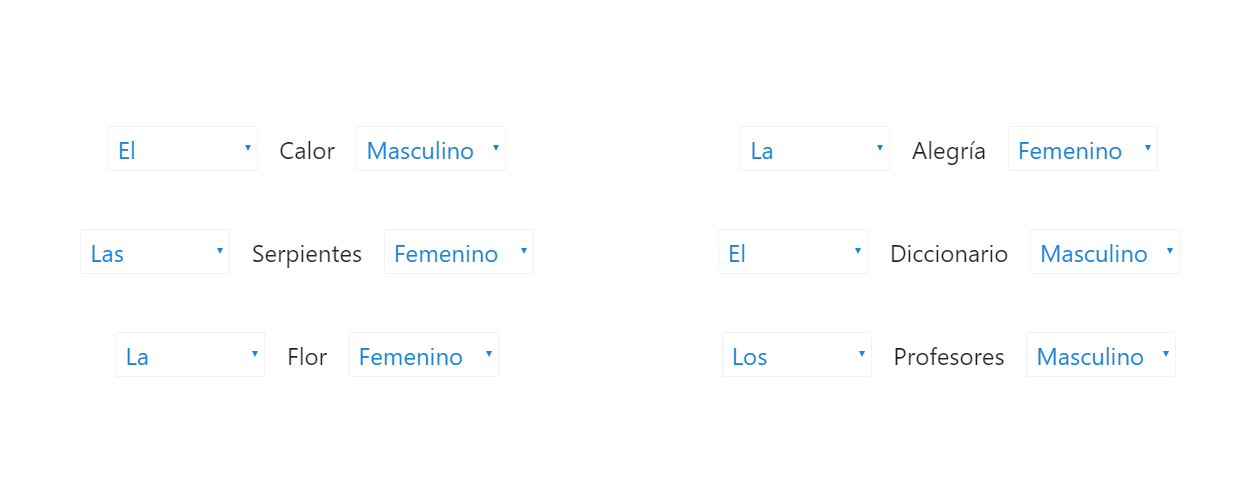 El Calor Masculino La Alegría Femenino
Las Serpientes Femenino El Diccionario Masculino
La Flor Femenino Los Profesores Masculino